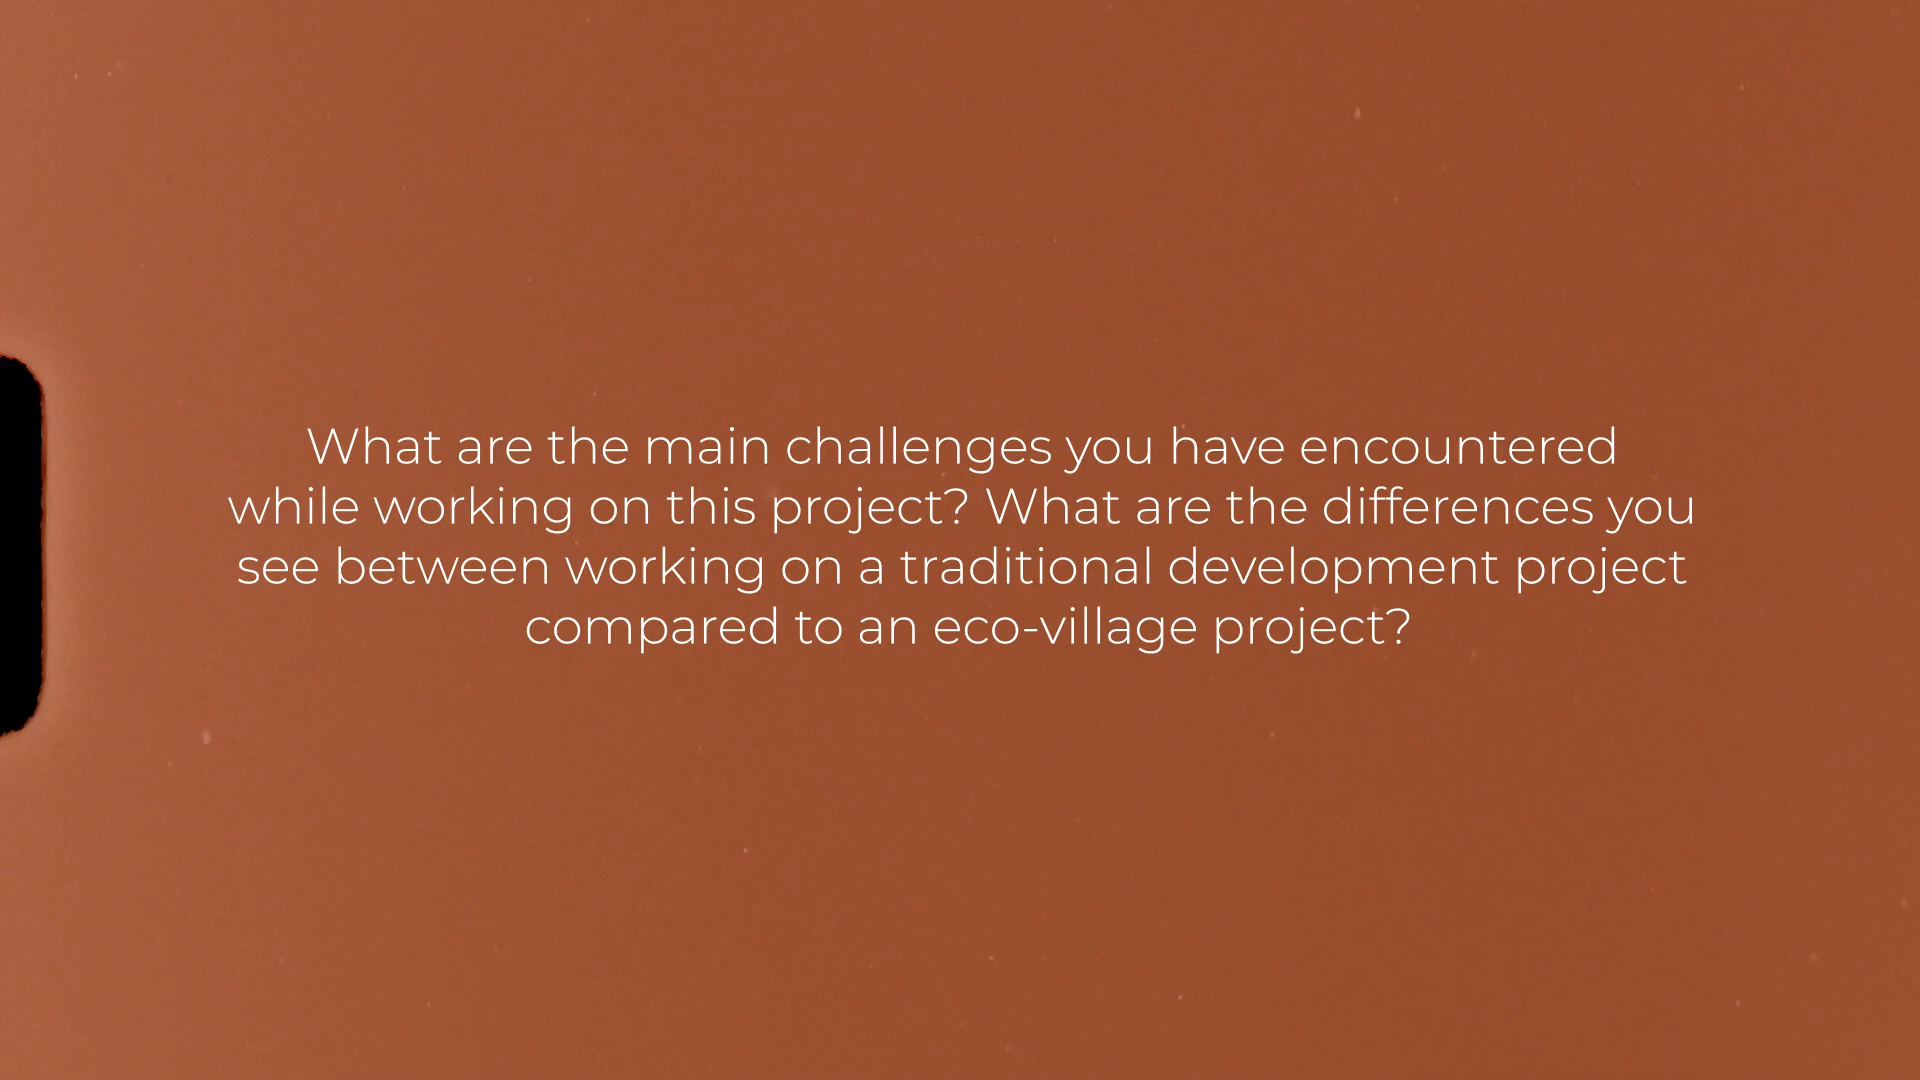 What are the main challenges you have encountered
while working on this project? What are the differences you
see between working on a traditional development project
compared to an eco-village project?